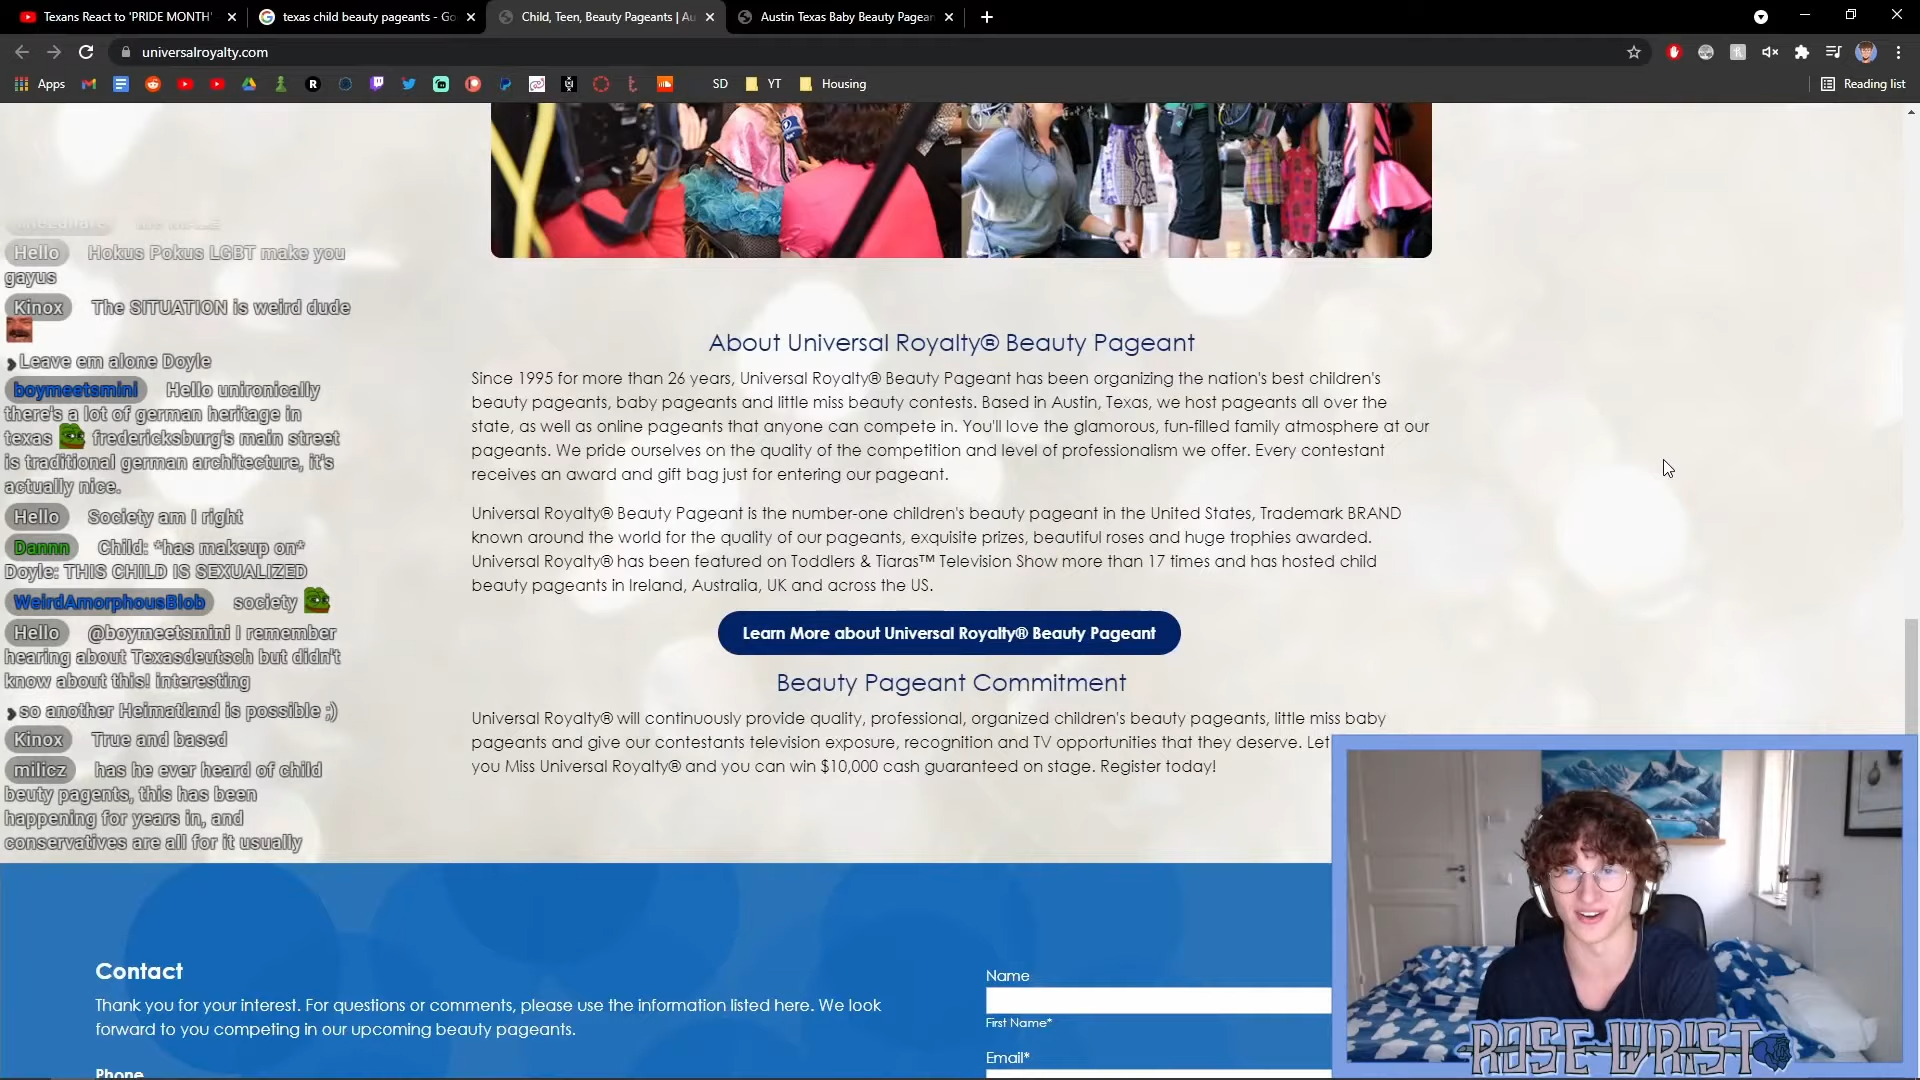 Texans React to 'PRIDE MONTH'
texas child beauty pageants - Go
Child, Teen, Beauty Pageants | Au
Austin Texas Baby Beauty Pagean
universalroyalty.com
Apps
SD
YT
Housing
Reading list
Hello Hokus Pokus LGBT make you
gayus
Kinox The SITUATION is weird dude
Leave em alone Doyle
boymeetsmini Hello unironically
there's a lot of german heritage in
texas fredericksburg's main street
is traditional german architecture, it's
actually nice.
Hello Society am I right
Dannn Child: *has makeup on*
Doyle: THIS CHILD IS SEXUALIZED
WeirdAmorphousBlob society
Hello @boymeetsmini I remember
hearing about Texasdeutsch but didn't
know about this! interesting
so another Heimatland is possible ;)
Kinox True and based
milicz has he ever heard of child
beuty pagents, this has been
happening for years in, and
conservatives are all for it usually
About Universal Royalty® Beauty Pageant
Since 1995 for more than 26 years, Universal Royalty® Beauty Pageant has been organizing the nation's best children's
beauty pageants, baby pageants and little miss beauty contests. Based in Austin, Texas, we host pageants all over the
state, as well as online pageants that anyone can compete in. You'll love the glamorous, fun-filled family atmosphere at our
pageants. We pride ourselves on the quality of the competition and level of professionalism we offer. Every contestant
receives an award and gift bag just for entering our pageant.
Universal Royalty® Beauty Pageant is the number-one children's beauty pageant in the United States, Trademark BRAND
known around the world for the quality of our pageants, exquisite prizes, beautiful roses and huge trophies awarded.
Universal Royalty® has been featured on Toddlers & Tiaras™ Television Show more than 17 times and has hosted child
beauty pageants in Ireland, Australia, UK and across the US.
Learn More about Universal Royalty® Beauty Pageant
Beauty Pageant Commitment
Universal Royalty® will continuously provide quality, professional, organized children's beauty pageants, little miss baby
pageants and give our contestants television exposure, recognition and TV opportunities that they deserve. Let
you Miss Universal Royalty® and you can win $10,000 cash guaranteed on stage. Register today!
Contact
Thank you for your interest. For questions or comments, please use the information listed here. We look
forward to you competing in our upcoming beauty pageants.
Phone
Name
First Name*
Email*
ROSE WRIST